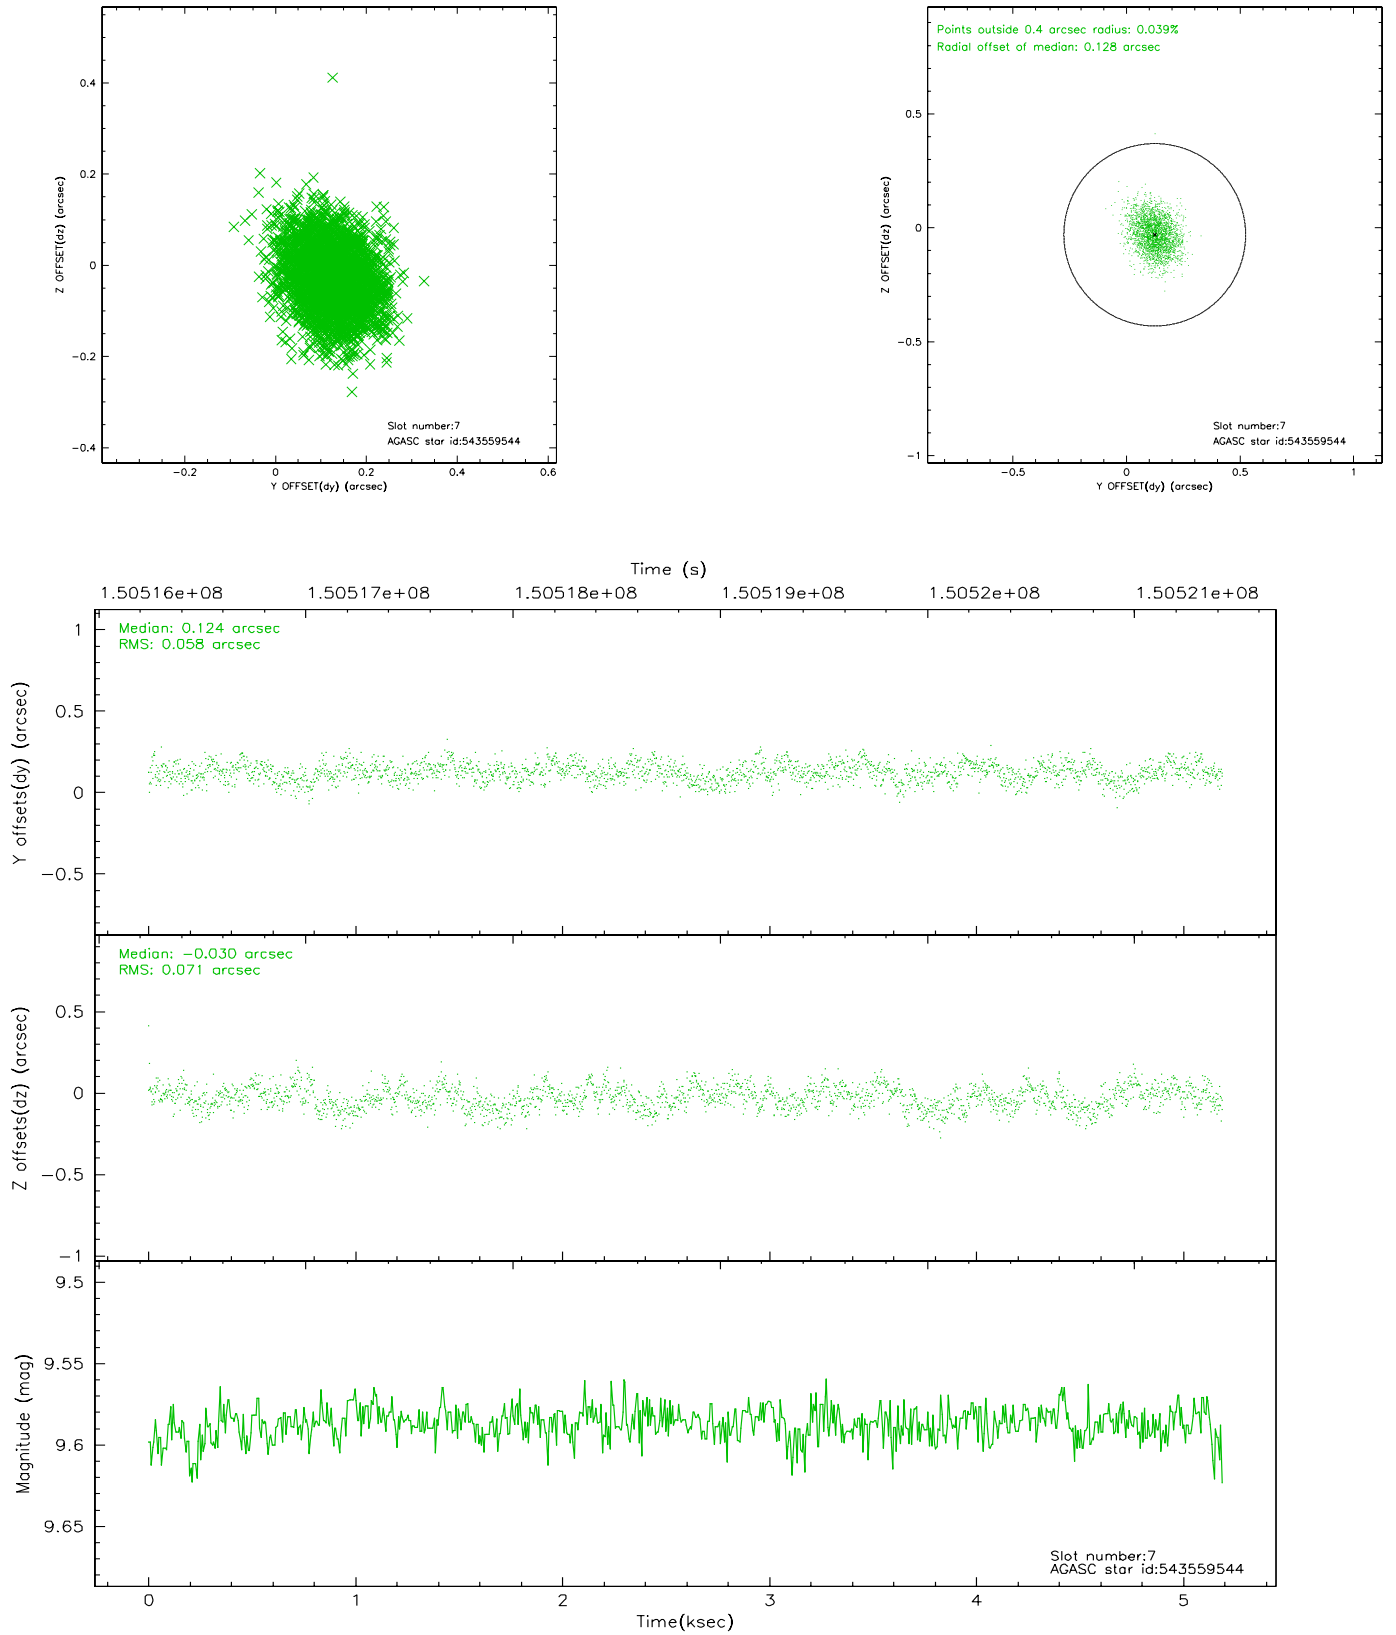 0.4
0.2
0
−0.2
−0.4
Z OFFSET(dz) (arcsec)
−0.2 0 0.2 0.4 0.6
Y OFFSET(dy) (arcsec)
Slot number:7
AGASC star id:543559544
Points outside 0.4 arcsec radius: 0.039%
Radial offset of median: 0.128 arcsec
0.5
0
−0.5
−1
Z OFFSET(dz) (arcsec)
−0.5 0 0.5 1
Y OFFSET(dy) (arcsec)
Slot number:7
AGASC star id:543559544
Time (s)
1.50516e+08 1.50517e+08 1.50518e+08 1.50519e+08 1.5052e+08 1.50521e+08
Median: 0.124 arcsec
RMS: 0.058 arcsec
1
0.5
0
−0.5
Y offsets(dy) (arcsec)
Median: −0.030 arcsec
RMS: 0.071 arcsec
0.5
0
−0.5
−1
Z offsets(dz) (arcsec)
9.5
9.55
9.6
9.65
Magnitude (mag)
Slot number:7
AGASC star id:543559544
0 1 2 3 4 5
Time(ksec)